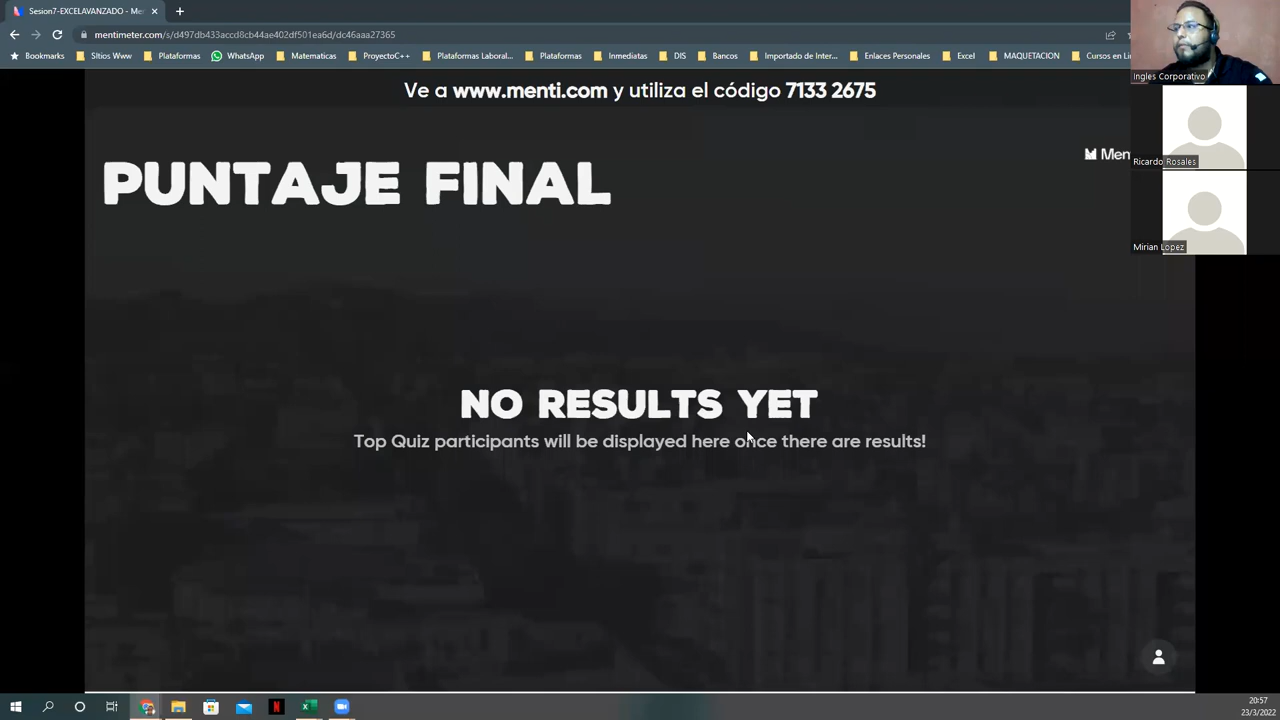 Sesion7-EXCELAVANZADO - Me
mentimeter.com/s/d497db433accd8cb44ae402df501ea6d/dc46aaa27365
Bookmarks
Sítios Www
Plataformas
WhatsApp
Matematicas
ProyectoC++
Plataformas Laboral...
Plataformas
Inmediatas
DIS
Bancos
Importado de Inter...
Enlaces Personales
Excel
MAQUETACION
Cursos en Lin
Ingles Corporativo
Ricardo Rosales
Mirian Lopez
Ve a www.menti.com y utiliza el código 7133 2675
Men
PUNTAJE FINAL
NO RESULTS YET
Top Quiz participants will be displayed here once there are results!
20:57
23/3/2022